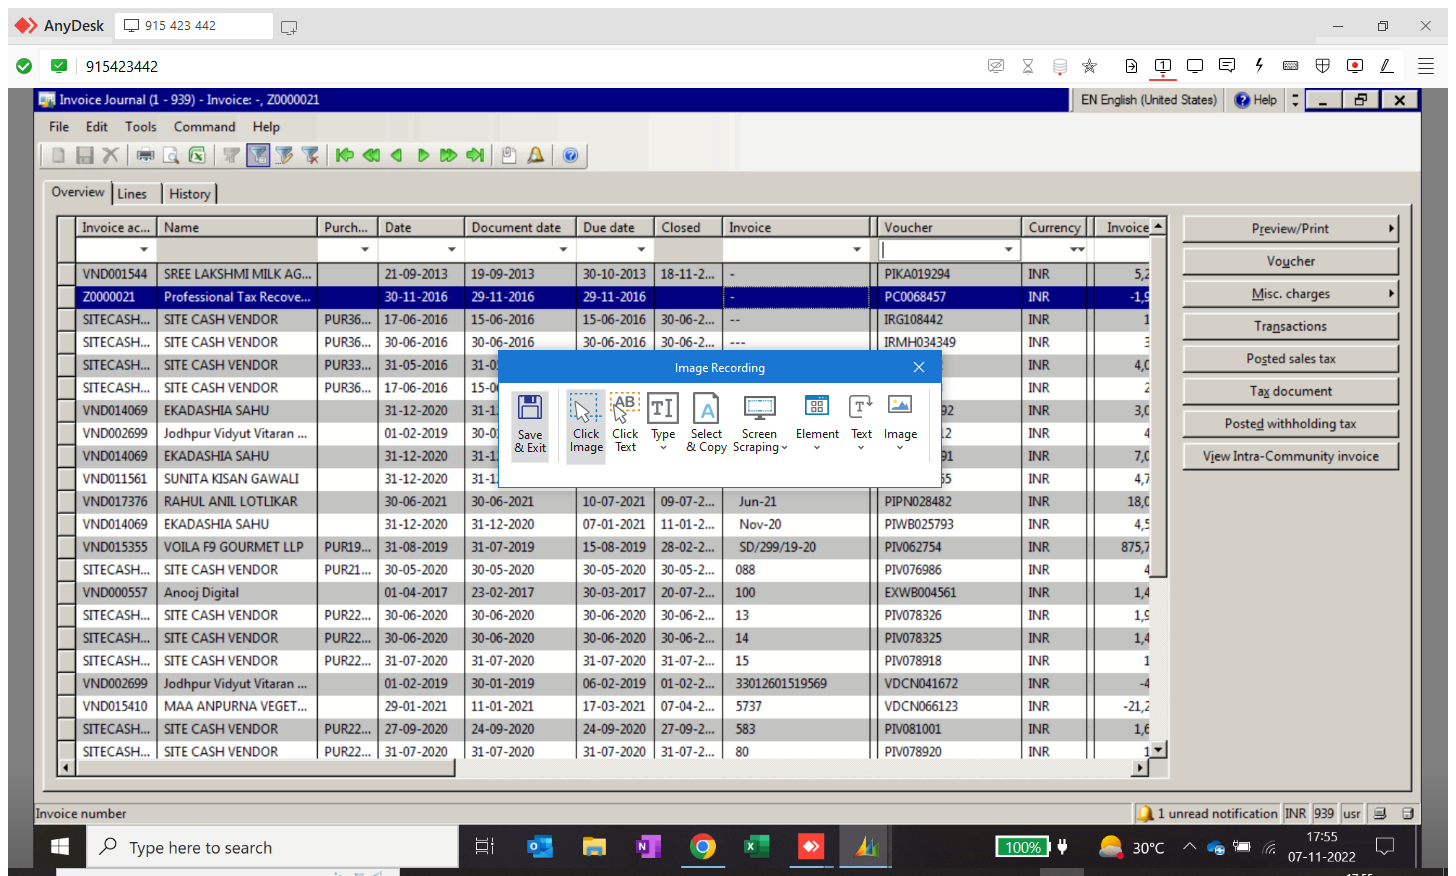 AnyDesk 915 423 442
915423442
Invoice Journal (1 - 939) - Invoice: -, Z0000021 EN English (United States) Help
File Edit Tools Command Help
Overview Lines History
Invoice ac... Name Purch... Date Document date Due date Closed Invoice Voucher Currency Invoice
VND001544 SREE LAKSHMI MILK AG... 21-09-2013 19-09-2013 30-10-2013 18-11-2... - PIKA019294 INR 5,2
Z0000021 Professional Tax Recove... 30-11-2016 29-11-2016 29-11-2016 - PC0068457 INR -1,9
SITECASH... SITE CASH VENDOR PUR36... 17-06-2016 15-06-2016 15-06-2016 30-06-2... -- IRG108442 INR 1
SITECASH... SITE CASH VENDOR PUR36... 30-06-2016 30-06-2016 30-06-2016 30-06-2... --- IRMH034349 INR 3
SITECASH... SITE CASH VENDOR PUR33... 31-05-2016 31-0 INR 4,0
SITECASH... SITE CASH VENDOR PUR36... 17-06-2016 15-0 INR 2
VND014069 EKADASHIA SAHU 31-12-2020 31-1 92 INR 3,0
VND002699 Jodhpur Vidyut Vitaran ... 01-02-2019 30-0 12 INR 4
VND014069 EKADASHIA SAHU 31-12-2020 31-1 91 INR 7,0
VND011561 SUNITA KISAN GAWALI 31-12-2020 31-1 55 INR 4,7
VND017376 RAHUL ANIL LOTLIKAR 30-06-2021 30-06-2021 10-07-2021 09-07-2... Jun-21 PIPN028482 INR 18,0
VND014069 EKADASHIA SAHU 31-12-2020 31-12-2020 07-01-2021 11-01-2... Nov-20 PIWB025793 INR 4,5
VND015355 VOILA F9 GOURMET LLP PUR19... 31-08-2019 31-07-2019 15-08-2019 28-02-2... SD/299/19-20 PIV062754 INR 875,7
SITECASH... SITE CASH VENDOR PUR21... 30-05-2020 30-05-2020 30-05-2020 30-05-2... 088 PIV076986 INR 4
VND000557 Anooj Digital 01-04-2017 23-02-2017 30-03-2017 20-07-2... 100 EXWB004561 INR 1,4
SITECASH... SITE CASH VENDOR PUR22... 30-06-2020 30-06-2020 30-06-2020 30-06-2... 13 PIV078326 INR 1,9
SITECASH... SITE CASH VENDOR PUR22... 30-06-2020 30-06-2020 30-06-2020 30-06-2... 14 PIV078325 INR 1,4
SITECASH... SITE CASH VENDOR PUR22... 31-07-2020 31-07-2020 31-07-2020 31-07-2... 15 PIV078918 INR 1
VND002699 Jodhpur Vidyut Vitaran ... 01-02-2019 30-01-2019 06-02-2019 01-02-2... 33012601519569 VDCN041672 INR -4
VND015410 MAA ANPURNA VEGET... 29-01-2021 11-01-2021 17-03-2021 07-04-2... 5737 VDCN066123 INR -21,2
SITECASH... SITE CASH VENDOR PUR22... 27-09-2020 24-09-2020 24-09-2020 27-09-2... 583 PIV081001 INR 1,6
SITECASH... SITE CASH VENDOR PUR22... 31-07-2020 31-07-2020 31-07-2020 31-07-2... 80 PIV078920 INR 1
Preview/Print
Voucher
Misc. charges
Transactions
Posted sales tax
Tax document
Posted withholding tax
View Intra-Community invoice
Image Recording
Save & Exit
Click Image
Click Text
Type
Select & Copy
Screen Scraping
Element
Text
Image
Invoice number 1 unread notification INR 939 usr
Type here to search 100% 30°C 17:55
07-11-2022